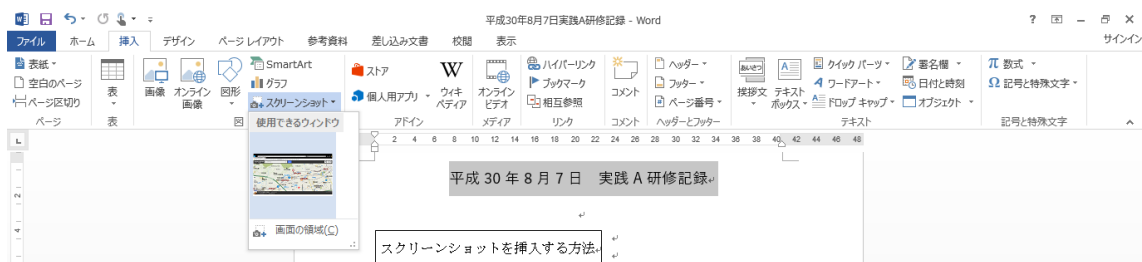 平成30年8月7日実践A研修記録 - Word
ファイル ホーム 挿入 デザイン ページ レイアウト 参考資料 差し込み文書 校閲 表示 サインイン
表紙 SmartArt ストア ハイパーリンク ヘッダー クイック パーツ 署名欄 数式
空白のページ グラフ ブックマーク フッター ワードアート 日付と時刻 記号と特殊文字
ページ区切り 表 画像 オンライン 画像 図形 スクリーンショット 個人用アプリ ウィキ ペディア オンライン ビデオ 相互参照 コメント ページ番号 挨拶文 テキスト ボックス ドロップ キャップ オブジェクト
ページ 表 図 アドイン メディア リンク コメント ヘッダーとフッター テキスト 記号と特殊文字
使用できるウィンドウ
2 4 6 8 10 12 14 16 18 20 22 24 26 28 30 32 34 36 38 40 42 44 46 48
平成 30 年 8 月 7 日　実践 A 研修記録
画面の領域(C)
スクリーンショットを挿入する方法